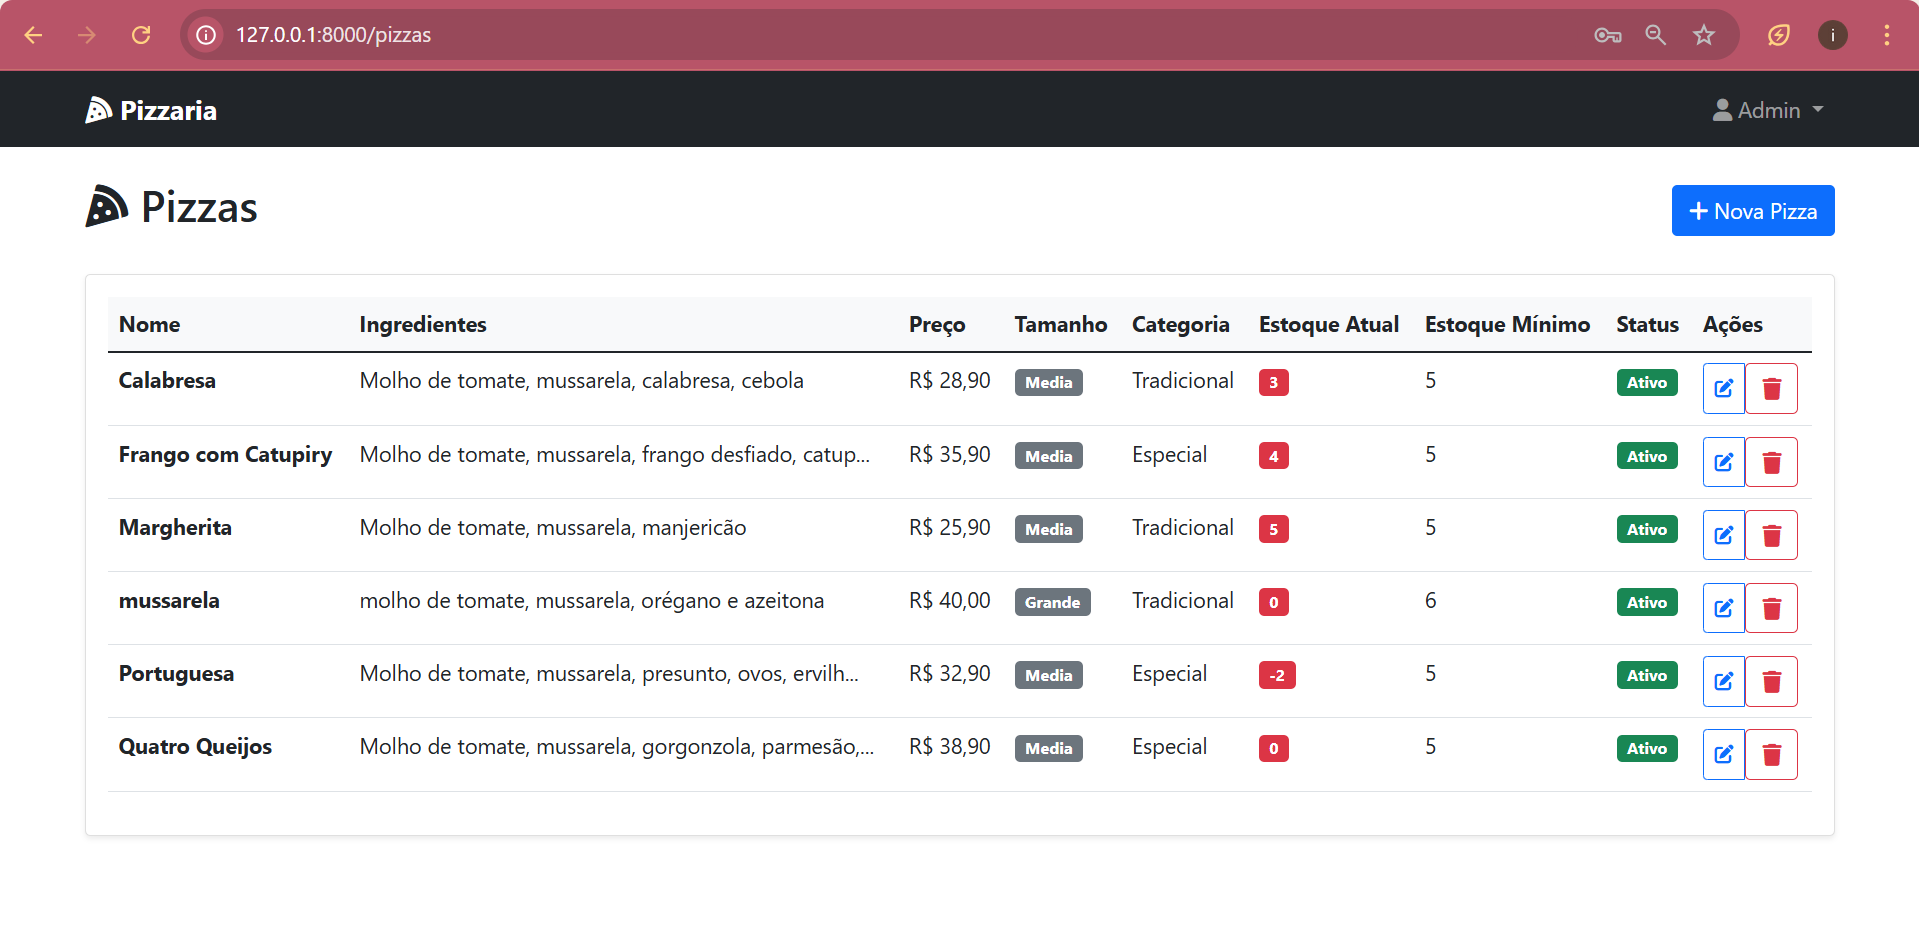 127.0.0.1:8000/pizzas
i
Pizzaria
Admin
Pizzas
Nova Pizza
Nome Ingredientes Preço Tamanho Categoria Estoque Atual Estoque Mínimo Status Ações
Calabresa Molho de tomate, mussarela, calabresa, cebola R$ 28,90 Media Tradicional 3 5 Ativo
Frango com Catupiry Molho de tomate, mussarela, frango desfiado, catup... R$ 35,90 Media Especial 4 5 Ativo
Margherita Molho de tomate, mussarela, manjericão R$ 25,90 Media Tradicional 5 5 Ativo
mussarela molho de tomate, mussarela, orégano e azeitona R$ 40,00 Grande Tradicional 0 6 Ativo
Portuguesa Molho de tomate, mussarela, presunto, ovos, ervilh... R$ 32,90 Media Especial -2 5 Ativo
Quatro Queijos Molho de tomate, mussarela, gorgonzola, parmesão,... R$ 38,90 Media Especial 0 5 Ativo